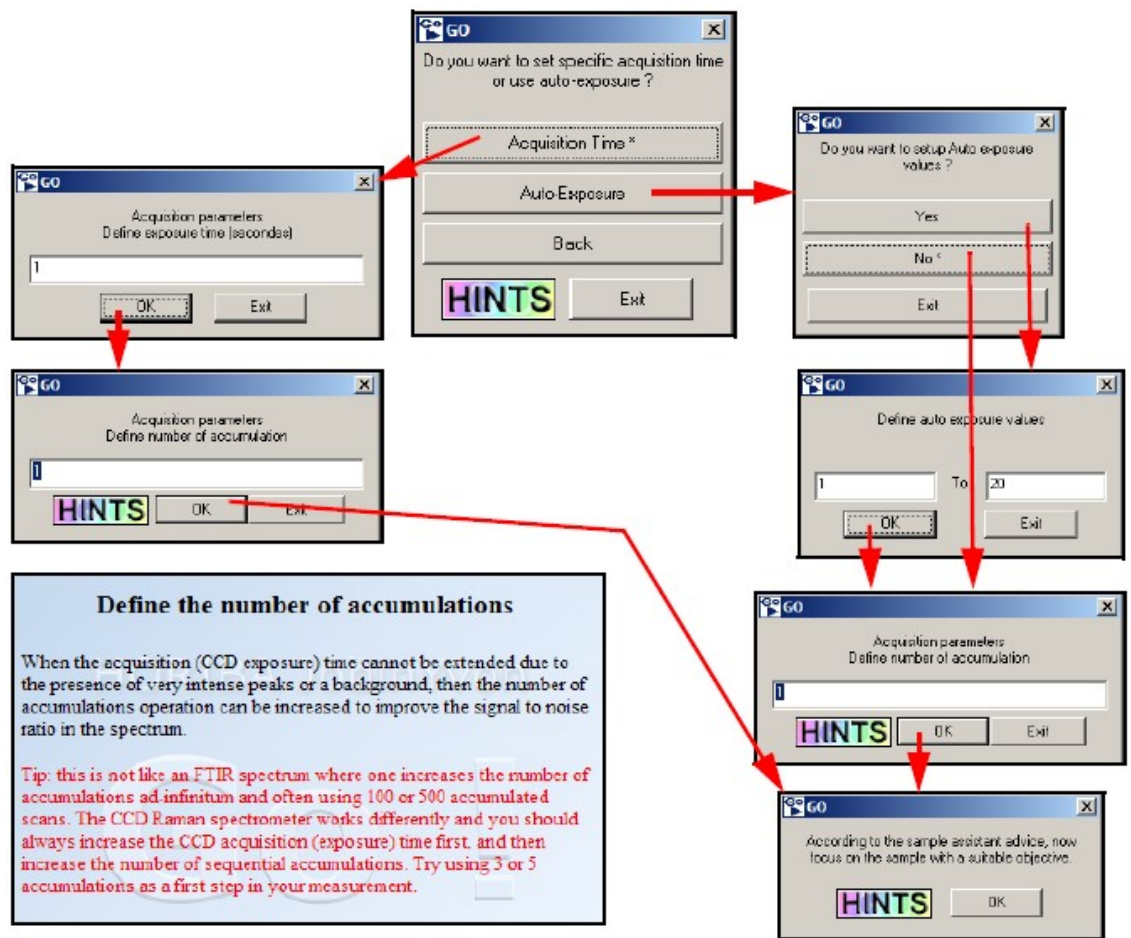 GO
Do you want to set specific acquisition time
or use auto-exposure ?
Acquisition Time *
Auto-Exposure
Back
HINTS
Exit
GO
Do you want to setup Auto exposure
values ?
Yes
No *
Exit
GO
Acquisition parameters
Define exposure time (secondes)
1
OK
Exit
GO
Acquisition parameters
Define number of accumulation
1
HINTS
OK
Exit
GO
Define auto exposure values
1
To
20
OK
Exit
GO
Acquisition parameters
Define number of accumulation
1
HINTS
OK
Exit
GO
According to the sample assistant advice, now
focus on the sample with a suitable objective.
HINTS
OK
Define the number of accumulations
When the acquisition (CCD exposure) time cannot be extended due to
the presence of very intense peaks or a background, then the number of
accumulations operation can be increased to improve the signal to noise
ratio in the spectrum.
Tip: this is not like an FTIR spectrum where one increases the number of
accumulations ad-infinitum and often using 100 or 500 accumulated
scans. The CCD Raman spectrometer works differently and you should
always increase the CCD acquisition (exposure) time first, and then
increase the number of sequential accumulations. Try using 3 or 5
accumulations as a first step in your measurement.